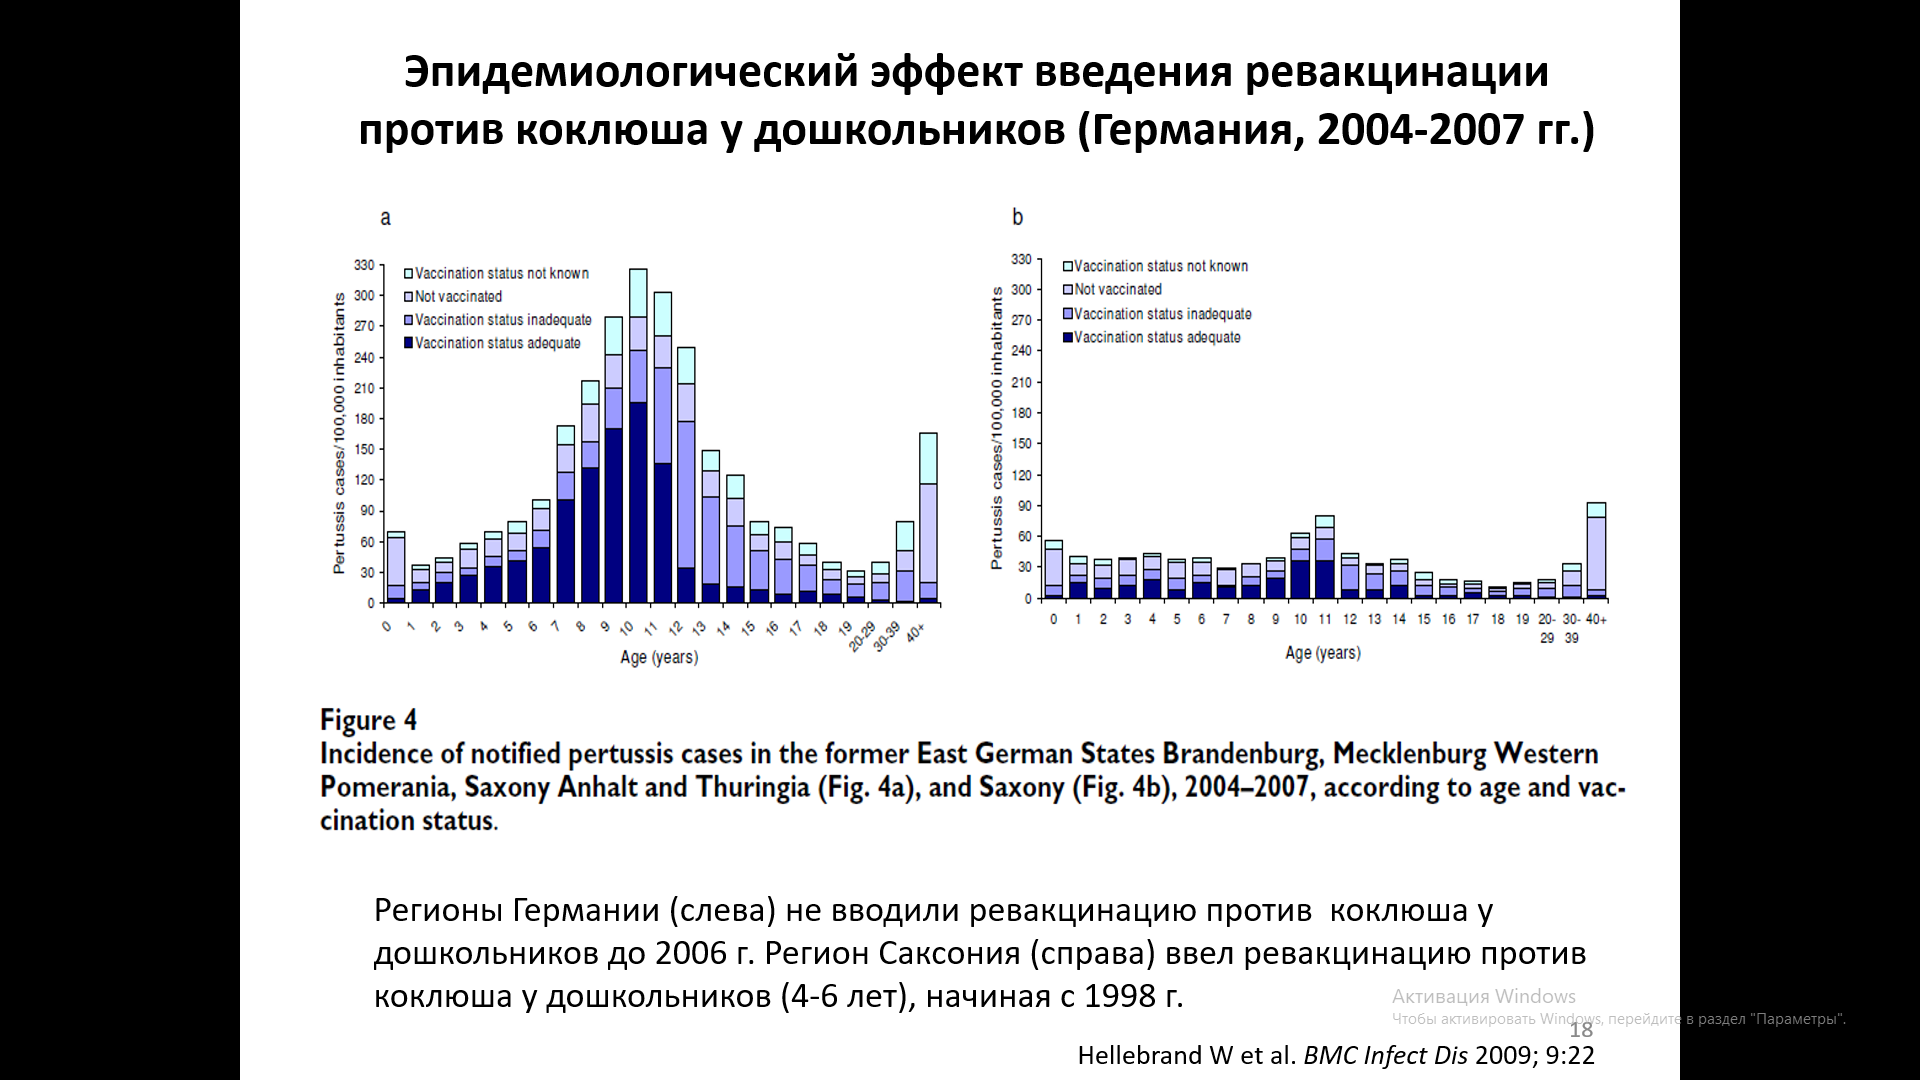 Эпидемиологический эффект введения ревакцинации
против коклюша у дошкольников (Германия, 2004-2007 гг.)
a
330
300
270
240
210
180
150
120
90
60
30
0
Pertussis cases/100,000 inhabitants
Vaccination status not known
Not vaccinated
Vaccination status inadequate
Vaccination status adequate
0 1 2 3 4 5 6 7 8 9 10 11 12 13 14 15 16 17 18 19 20-29 30-39 40+
Age (years)
b
330
300
270
240
210
180
150
120
90
60
30
0
Pertussis cases/100,000 inhabitants
Vaccination status not known
Not vaccinated
Vaccination status inadequate
Vaccination status adequate
0 1 2 3 4 5 6 7 8 9 10 11 12 13 14 15 16 17 18 19 20- 30- 40+
29 39
Age (years)
Figure 4
Incidence of notified pertussis cases in the former East German States Brandenburg, Mecklenburg Western
Pomerania, Saxony Anhalt and Thuringia (Fig. 4a), and Saxony (Fig. 4b), 2004–2007, according to age and vac-
cination status.
Регионы Германии (слева) не вводили ревакцинацию против  коклюша у
дошкольников до 2006 г. Регион Саксония (справа) ввел ревакцинацию против
коклюша у дошкольников (4-6 лет), начиная с 1998 г.
Активация Windows
Чтобы активировать Windows, перейдите в раздел "Параметры".
18
Hellebrand W et al. BMC Infect Dis 2009; 9:22